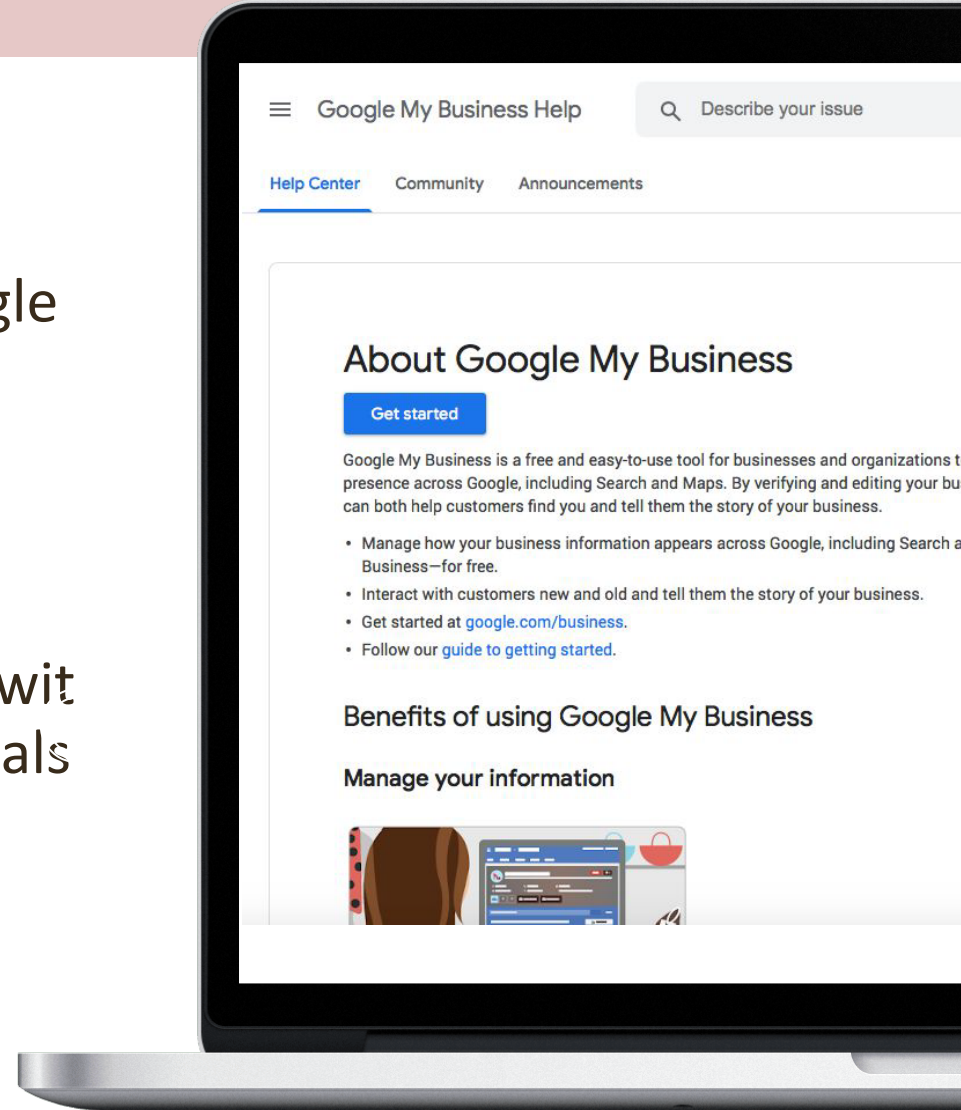 Google My Business Help
Describe your issue
Help Center
Community
Announcements
gle
wit
als
About Google My Business
Get started
Google My Business is a free and easy-to-use tool for businesses and organizations t
presence across Google, including Search and Maps. By verifying and editing your bu
can both help customers find you and tell them the story of your business.
• Manage how your business information appears across Google, including Search a
Business—for free.
• Interact with customers new and old and tell them the story of your business.
• Get started at google.com/business.
• Follow our guide to getting started.
Benefits of using Google My Business
Manage your information